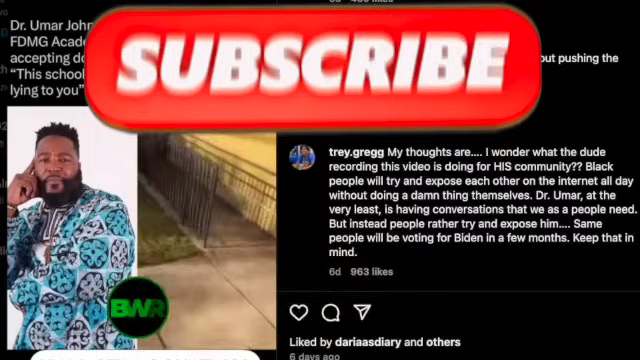 Dr. Umar John
FDMG Acade
accepting do
"This school
lying to you"
SUBSCRIBE
out pushing the
trey.gregg My thoughts are.... I wonder what the dude
recording this video is doing for HIS community?? Black
people will try and expose each other on the internet all day
without doing a damn thing themselves. Dr. Umar, at the
very least, is having conversations that we as a people need.
But instead people rather try and expose him.... Same
people will be voting for Biden in a few months. Keep that in
mind.
6d 963 likes
BWR
Liked by dariaasdiary and others
6 days ago